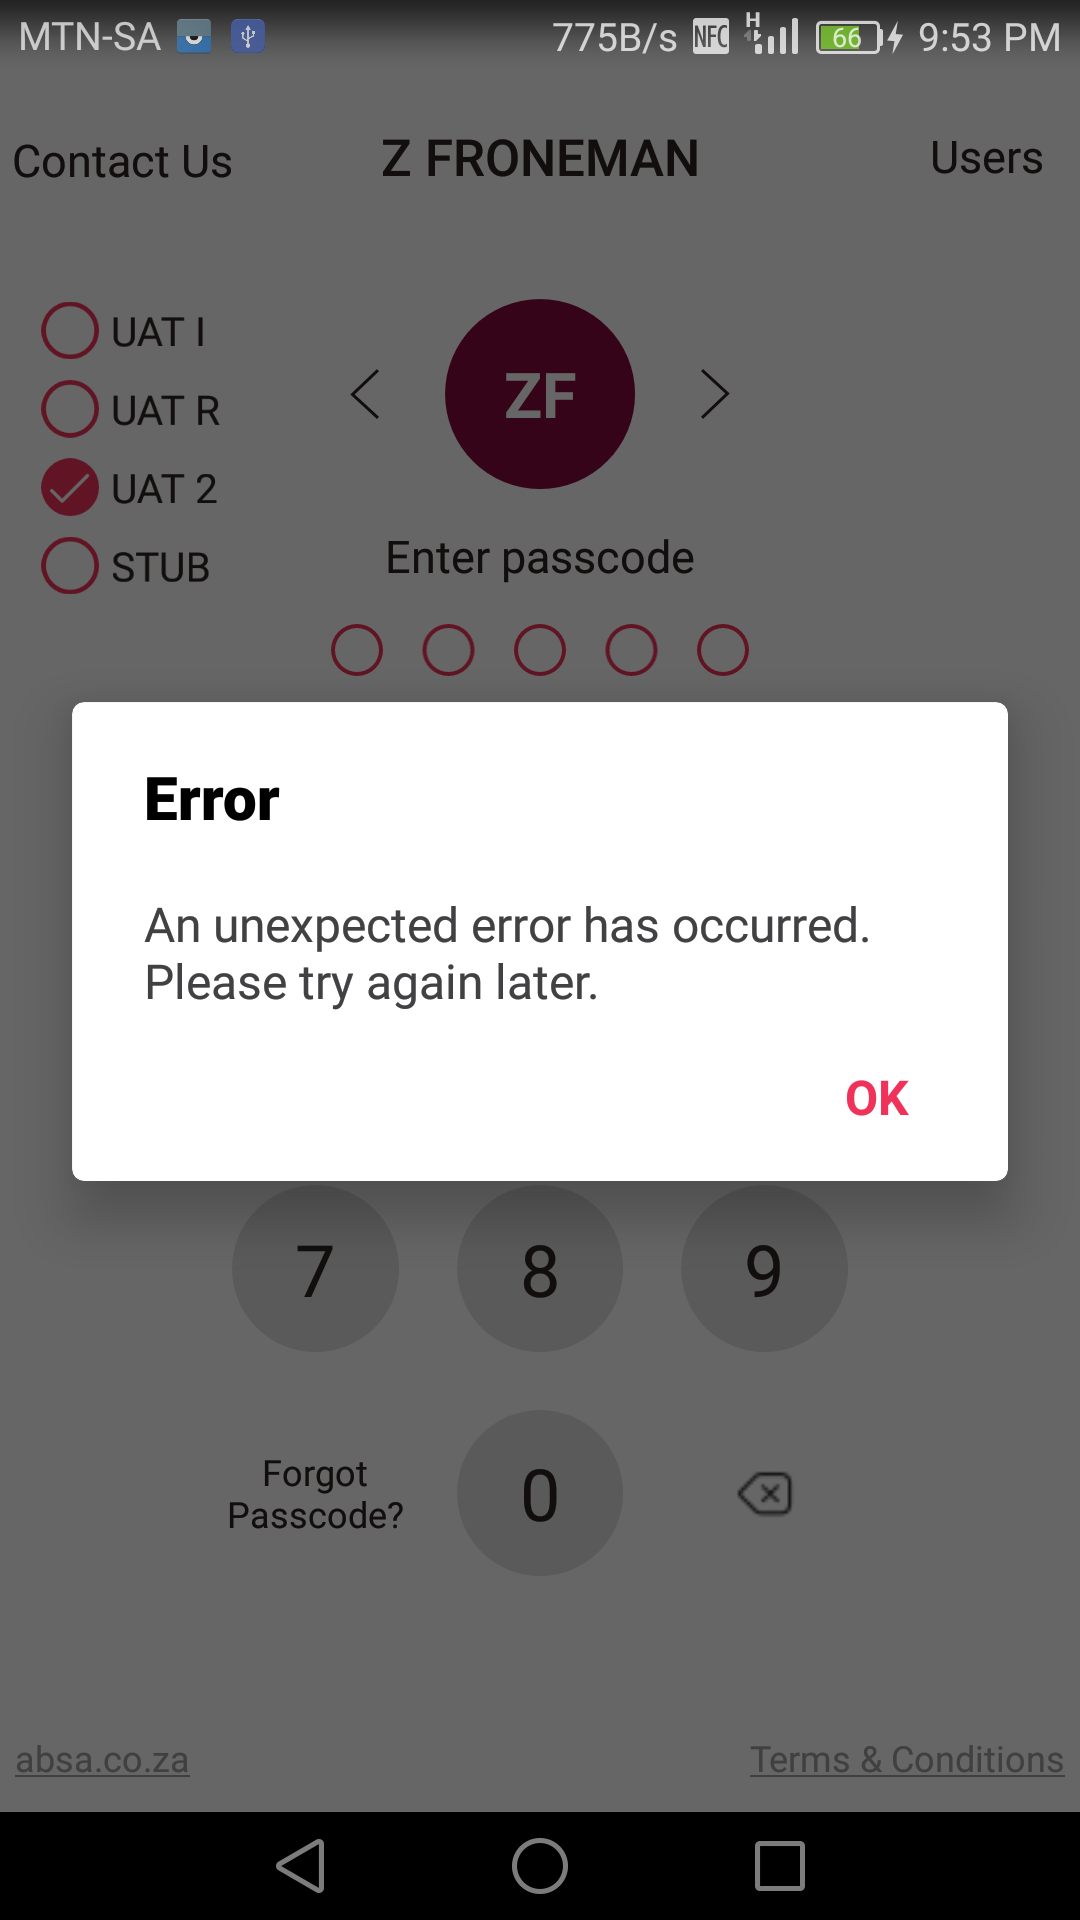 MTN-SA 775B/s NFC H 66 9:53 PM
Contact Us Z FRONEMAN Users
UAT I
UAT R
ZF
UAT 2
STUB
Enter passcode
Error
An unexpected error has occurred.
Please try again later.
OK
7 8 9
Forgot
Passcode?
0
absa.co.za Terms & Conditions